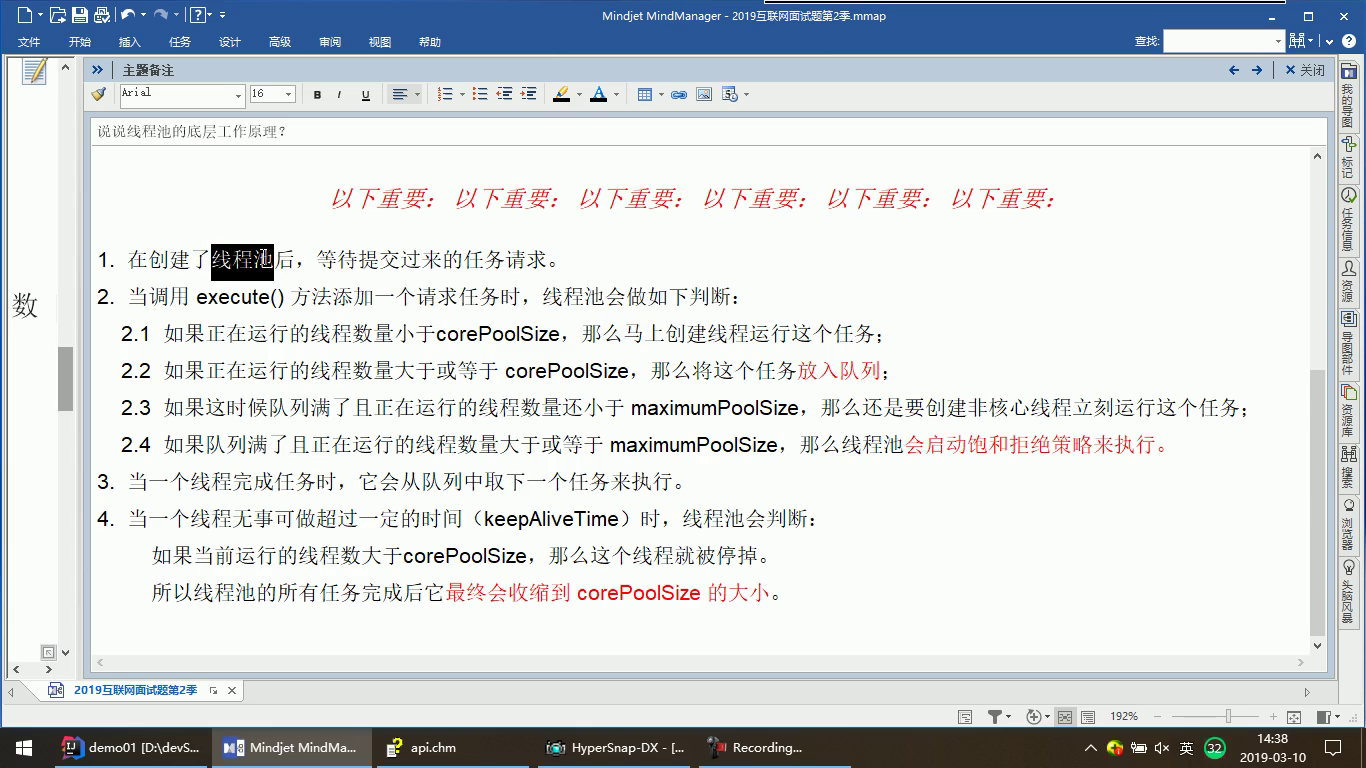 Mindjet MindManager - 2019互联网面试题第2季.mmap
文件 开始 插入 任务 设计 高级 审阅 视图 帮助 查找:
主题备注 关闭
Arial 16 B I U
说说线程池的底层工作原理?
以下重要: 以下重要: 以下重要: 以下重要: 以下重要: 以下重要:
1. 在创建了线程池后，等待提交过来的任务请求。
2. 当调用 execute() 方法添加一个请求任务时，线程池会做如下判断:
2.1 如果正在运行的线程数量小于corePoolSize，那么马上创建线程运行这个任务；
2.2 如果正在运行的线程数量大于或等于 corePoolSize，那么将这个任务放入队列；
2.3 如果这时候队列满了且正在运行的线程数量还小于 maximumPoolSize，那么还是要创建非核心线程立刻运行这个任务；
2.4 如果队列满了且正在运行的线程数量大于或等于 maximumPoolSize，那么线程池会启动饱和拒绝策略来执行。
3. 当一个线程完成任务时，它会从队列中取下一个任务来执行。
4. 当一个线程无事可做超过一定的时间（keepAliveTime）时，线程池会判断:
如果当前运行的线程数大于corePoolSize，那么这个线程就被停掉。
所以线程池的所有任务完成后它最终会收缩到 corePoolSize 的大小。
数
我的导图
标记
任务信息
资源
导图部件
资源库
搜索
浏览器
头脑风暴
2019互联网面试题第2季
192%
demo01 [D:\devS... Mindjet MindMa... api.chm HyperSnap-DX - [... Recording... 英 32 14:38
2019-03-10